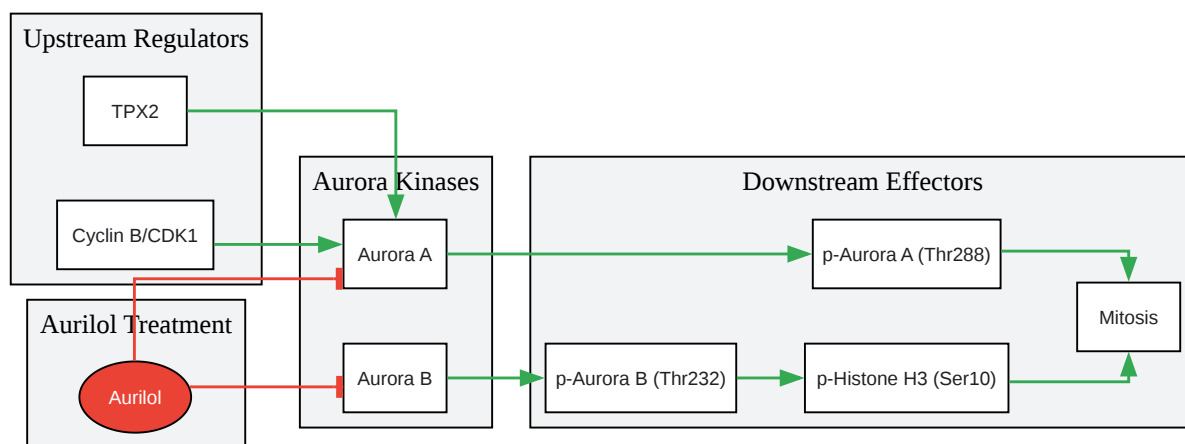 Upstream Regulators
TPX2
Cyclin B/CDK1
Aurilol Treatment
Aurilol
Aurora Kinases
Aurora A
Aurora B
Downstream Effectors
p-Aurora A (Thr288)
Mitosis
p-Aurora B (Thr232)
p-Histone H3 (Ser10)